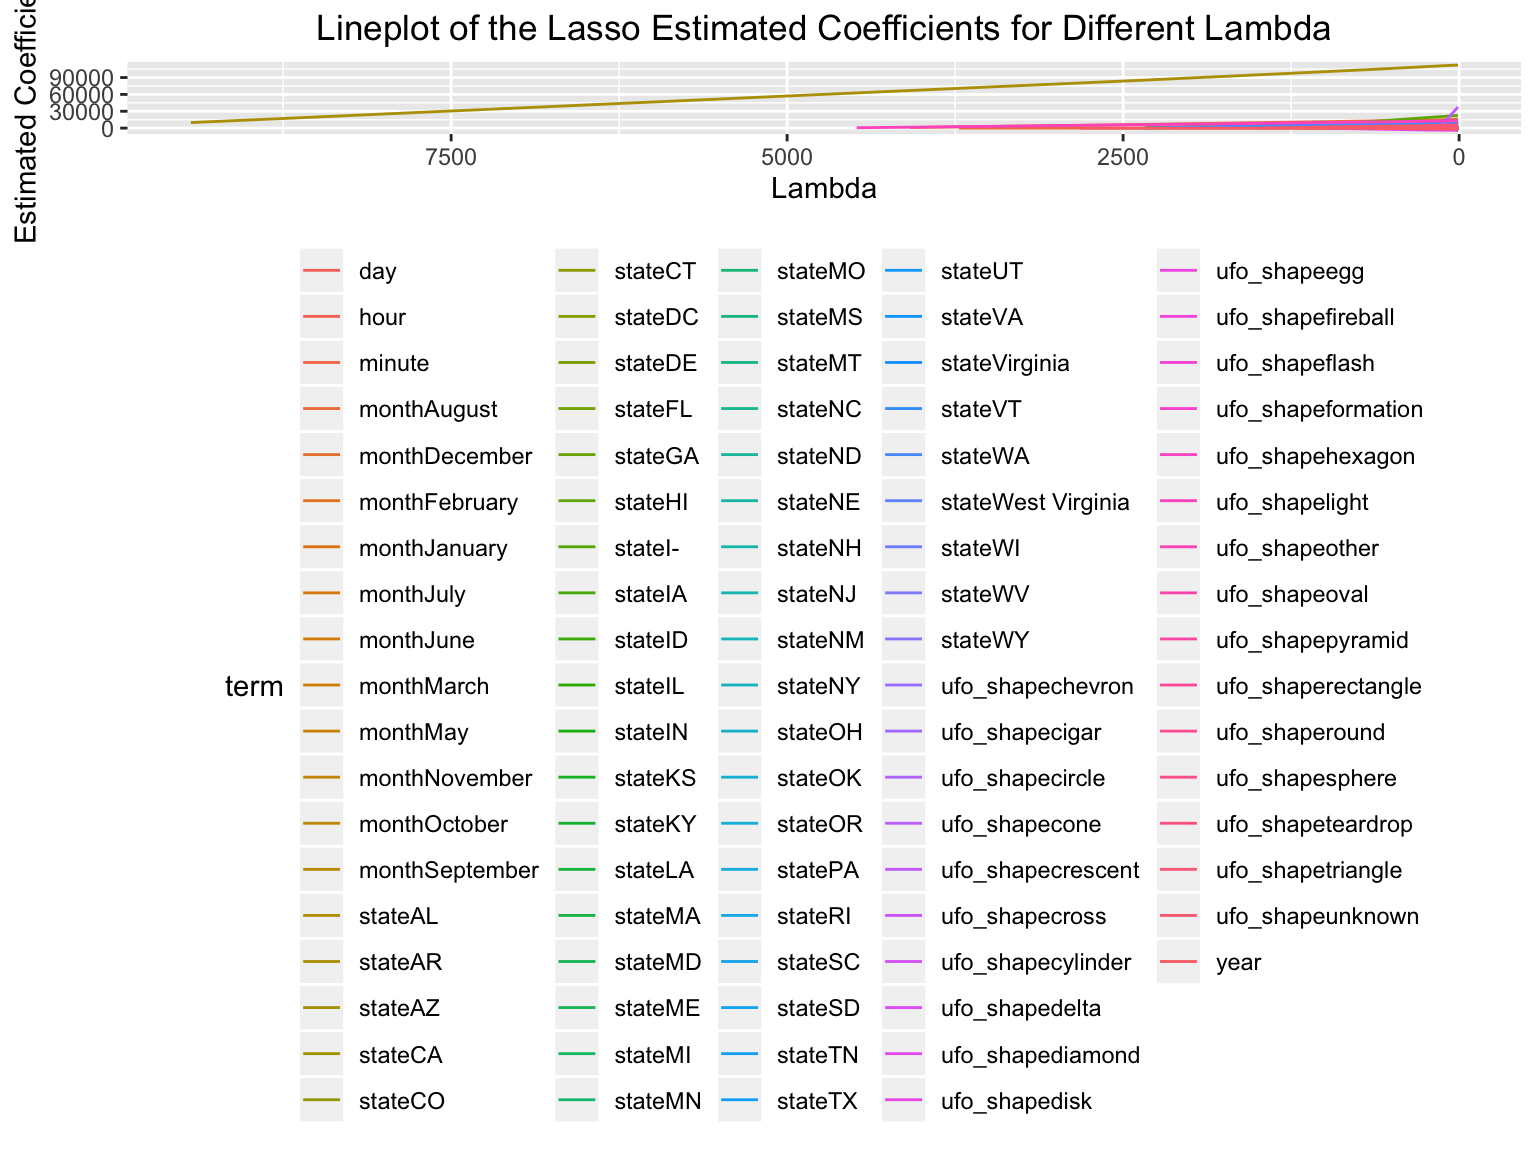 Lineplot of the Lasso Estimated Coefficients for Different Lambda
Estimated
90000
60000
30000
0
7500 5000 2500 0
Lambda
term
day
hour
minute
monthAugust
monthDecember
monthFebruary
monthJanuary
monthJuly
monthJune
monthMarch
monthMay
monthNovember
monthOctober
monthSeptember
stateAL
stateAR
stateAZ
stateCA
stateCO
stateCT
stateDC
stateDE
stateFL
stateGA
stateHI
stateI-
stateIA
stateID
stateIL
stateIN
stateKS
stateKY
stateLA
stateMA
stateMD
stateME
stateMI
stateMN
stateMO
stateMS
stateMT
stateNC
stateND
stateNE
stateNH
stateNJ
stateNM
stateNY
stateOH
stateOK
stateOR
statePA
stateRI
stateSC
stateSD
stateTN
stateTX
stateUT
stateVA
stateVirginia
stateVT
stateWA
stateWest Virginia
stateWI
stateWV
stateWY
ufo_shapechevron
ufo_shapecigar
ufo_shapecircle
ufo_shapecone
ufo_shapecrescent
ufo_shapecross
ufo_shapecylinder
ufo_shapedelta
ufo_shapediamond
ufo_shapedisk
ufo_shapeegg
ufo_shapefireball
ufo_shapeflash
ufo_shapeformation
ufo_shapehexagon
ufo_shapelight
ufo_shapeother
ufo_shapeoval
ufo_shapepyramid
ufo_shaperectangle
ufo_shaperound
ufo_shapesphere
ufo_shapeteardrop
ufo_shapetriangle
ufo_shapeunknown
year